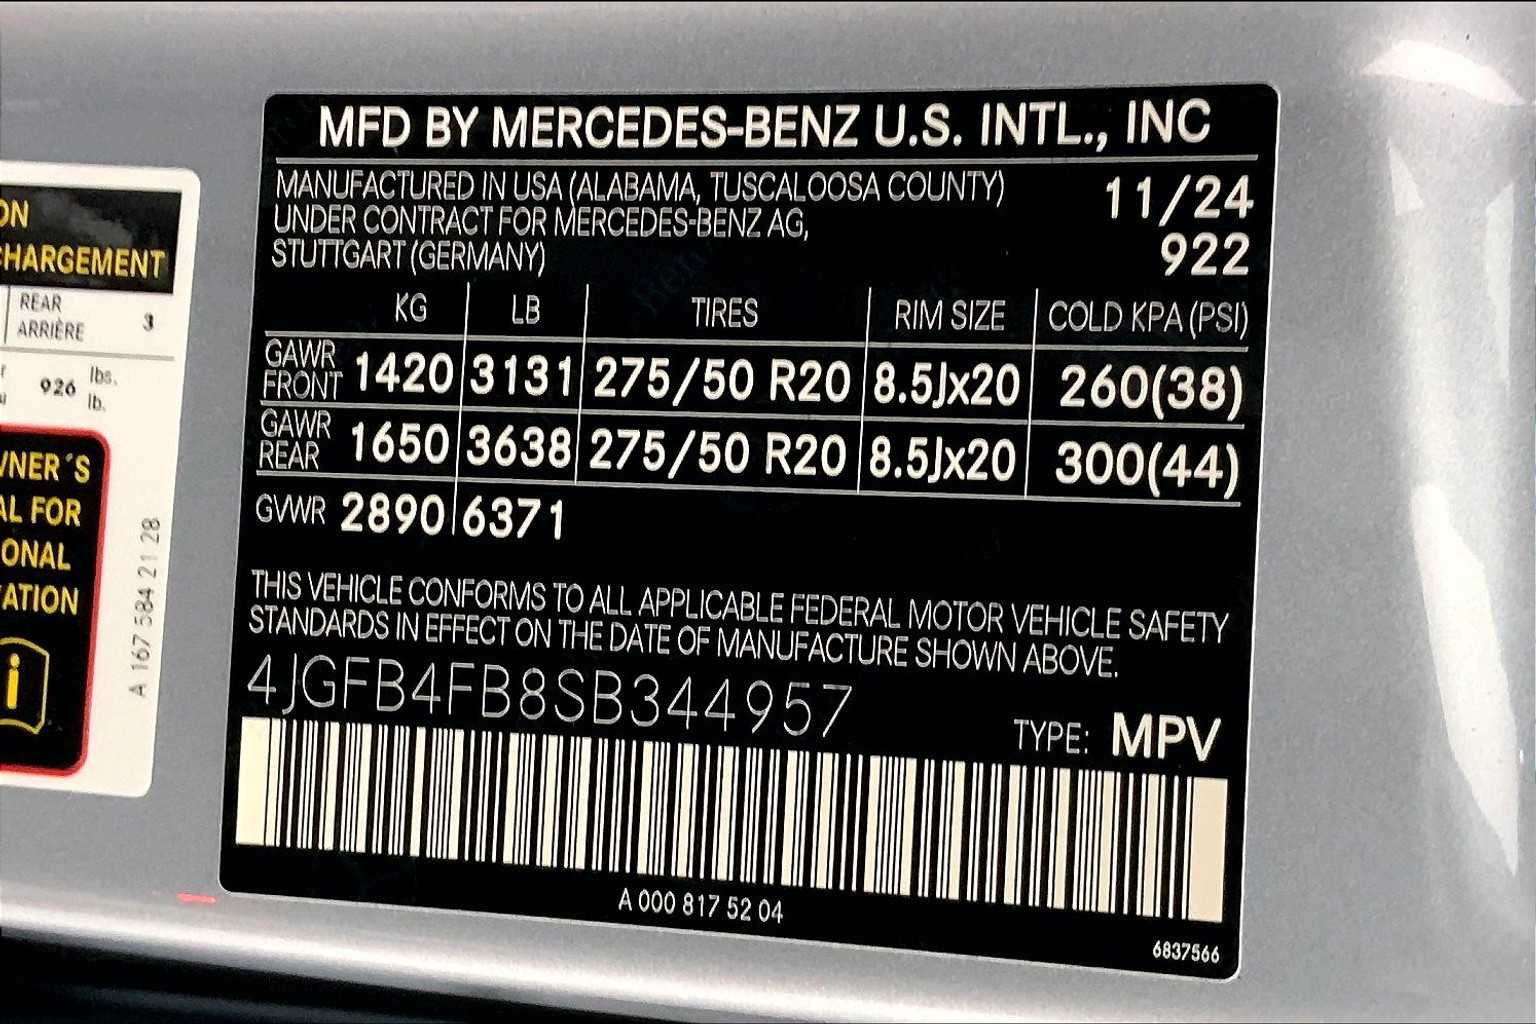 MFD BY MERCEDES-BENZ U.S. INTL., INC
MANUFACTURED IN USA (ALABAMA, TUSCALOOSA COUNTY)
UNDER CONTRACT FOR MERCEDES-BENZ AG,
STUTTGART (GERMANY)
11/24
922
KG LB TIRES RIM SIZE COLD KPA (PSI)
GAWR FRONT 1420 3131 275/50 R20 8.5Jx20 260(38)
GAWR REAR 1650 3638 275/50 R20 8.5Jx20 300(44)
GVWR 2890 6371
THIS VEHICLE CONFORMS TO ALL APPLICABLE FEDERAL MOTOR VEHICLE SAFETY
STANDARDS IN EFFECT ON THE DATE OF MANUFACTURE SHOWN ABOVE.
4JGFB4FB8SB344957
TYPE: MPV
A 000 817 52 04
6837566
ON
CHARGEMENT
REAR
ARRIÈRE 3
926 lbs.
lb.
WNER´S
AL FOR
ONAL
ATION
i
A 167 584 21 28